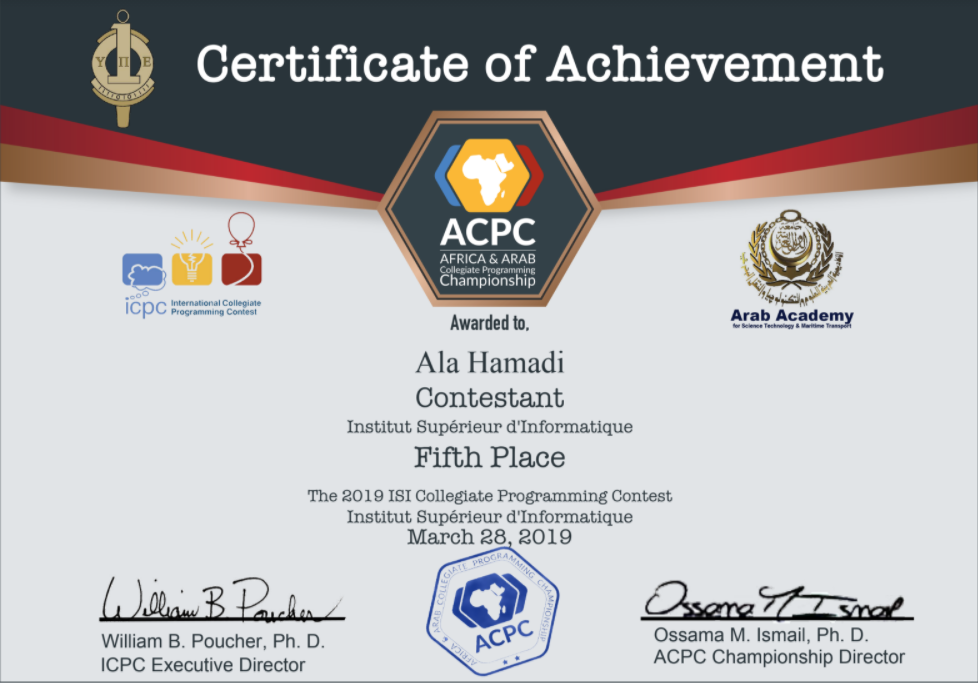 Υ Π Ε
Certificate of Achievement
ACPC
AFRICA & ARAB
Collegiate Programming
Championship
icpc International Collegiate
Programming Contest
Arab Academy
for Science Technology & Maritime Transport
Awarded to,
Ala Hamadi
Contestant
Institut Supérieur d'Informatique
Fifth Place
The 2019 ISI Collegiate Programming Contest
Institut Supérieur d'Informatique
March 28, 2019
William B Poucher
William B. Poucher, Ph. D.
ICPC Executive Director
AFRICA & ARAB COLLEGIATE PROGRAMMING CHAMPIONSHIP
ACPC
Ossama M Ismail
Ossama M. Ismail, Ph. D.
ACPC Championship Director